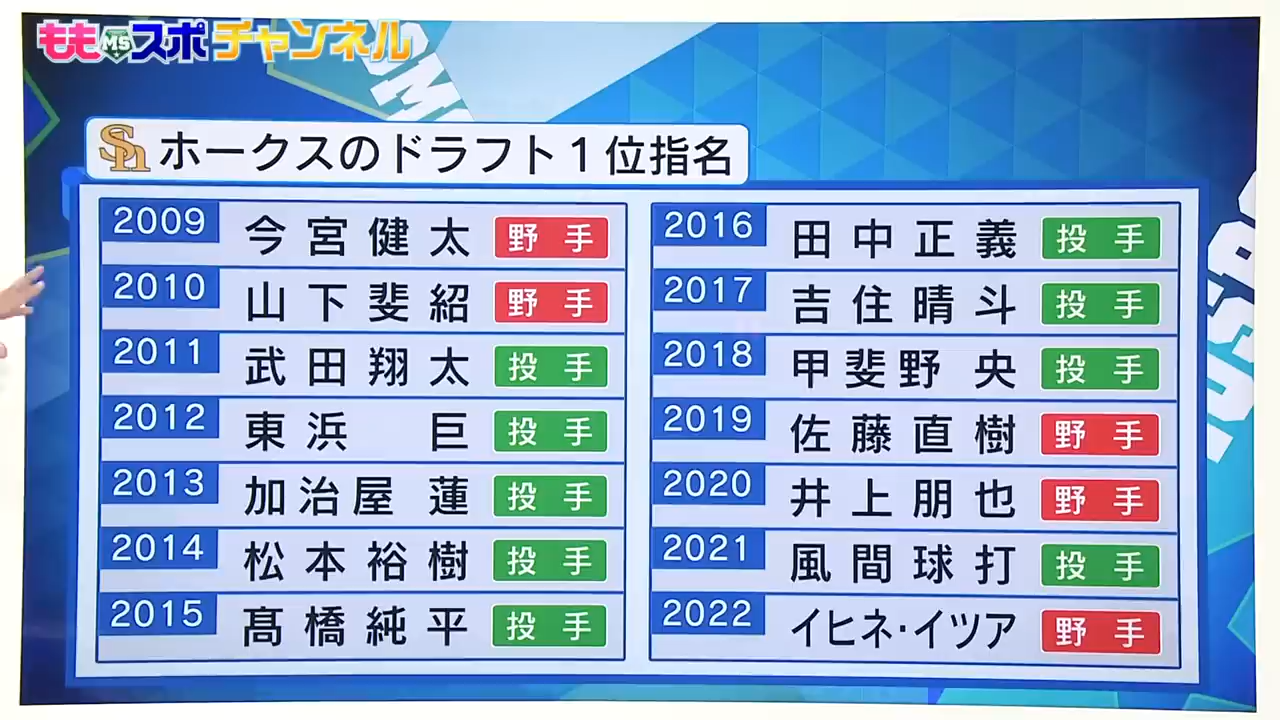 ももMSスポチャンネル
Shホークスのドラフト1位指名
2009 今宮健太 野手
2010 山下斐紹 野手
2011 武田翔太 投手
2012 東浜 巨 投手
2013 加治屋 蓮 投手
2014 松本裕樹 投手
2015 髙橋純平 投手
2016 田中正義 投手
2017 吉住晴斗 投手
2018 甲斐野 央 投手
2019 佐藤直樹 野手
2020 井上朋也 野手
2021 風間球打 投手
2022 イヒネ・イツア 野手